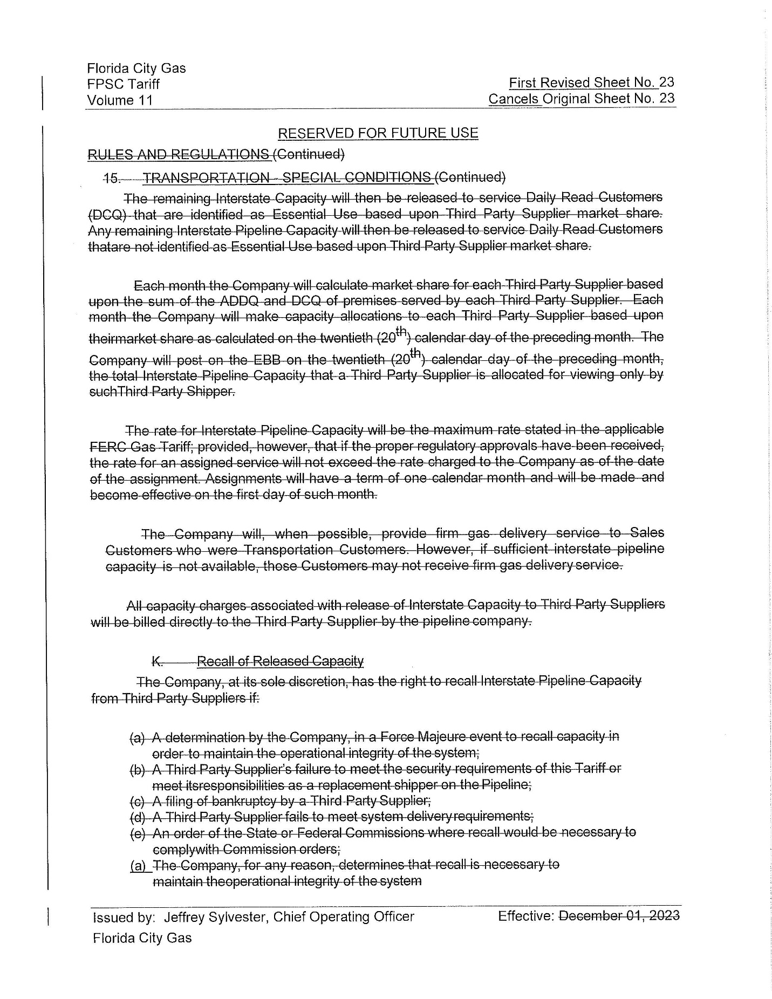 Florida City Gas
FPSC Tariff
Volume 11
First Revised Sheet No. 23
Cancels Original Sheet No. 23
RESERVED FOR FUTURE USE
RULES AND REGULATIONS (Continued)
15. TRANSPORTATION - SPECIAL CONDITIONS (Continued)
The remaining Interstate Capacity will then be released to service Daily Read Customers
(DCQ) that are identified as Essential Use based upon Third Party Supplier market share.
Any remaining Interstate Pipeline Capacity will then be released to service Daily Read Customers
thatare not identified as Essential Use based upon Third Party Supplier market share.
Each month the Company will calculate market share for each Third Party Supplier based
upon the sum of the ADDQ and DCQ of premises served by each Third Party Supplier. Each
month the Company will make capacity allocations to each Third Party Supplier based upon
theirmarket share as calculated on the twentieth (20th) calendar day of the preceding month. The
Company will post on the EBB on the twentieth (20th) calendar day of the preceding month,
the total Interstate Pipeline Capacity that a Third Party Supplier is allocated for viewing only by
suchThird Party Shipper.
The rate for Interstate Pipeline Capacity will be the maximum rate stated in the applicable
FERC Gas Tariff; provided, however, that if the proper regulatory approvals have been received,
the rate for an assigned service will not exceed the rate charged to the Company as of the date
of the assignment. Assignments will have a term of one calendar month and will be made and
become effective on the first day of such month.
The Company will, when possible, provide firm gas delivery service to Sales
Customers who were Transportation Customers. However, if sufficient interstate pipeline
capacity is not available, those Customers may not receive firm gas delivery service.
All capacity charges associated with release of Interstate Capacity to Third Party Suppliers
will be billed directly to the Third Party Supplier by the pipeline company.
K. Recall of Released Capacity
The Company, at its sole discretion, has the right to recall Interstate Pipeline Capacity
from Third Party Suppliers if:
(a) A determination by the Company, in a Force Majeure event to recall capacity in
order to maintain the operational integrity of the system;
(b) A Third Party Supplier's failure to meet the security requirements of this Tariff or
meet itsresponsibilities as a replacement shipper on the Pipeline;
(c) A filing of bankruptcy by a Third Party Supplier;
(d) A Third Party Supplier fails to meet system delivery requirements;
(e) An order of the State or Federal Commissions where recall would be necessary to
complywith Commission orders;
(a) The Company, for any reason, determines that recall is necessary to
maintain theoperational integrity of the system
Issued by: Jeffrey Sylvester, Chief Operating Officer
Effective: December 01, 2023
Florida City Gas